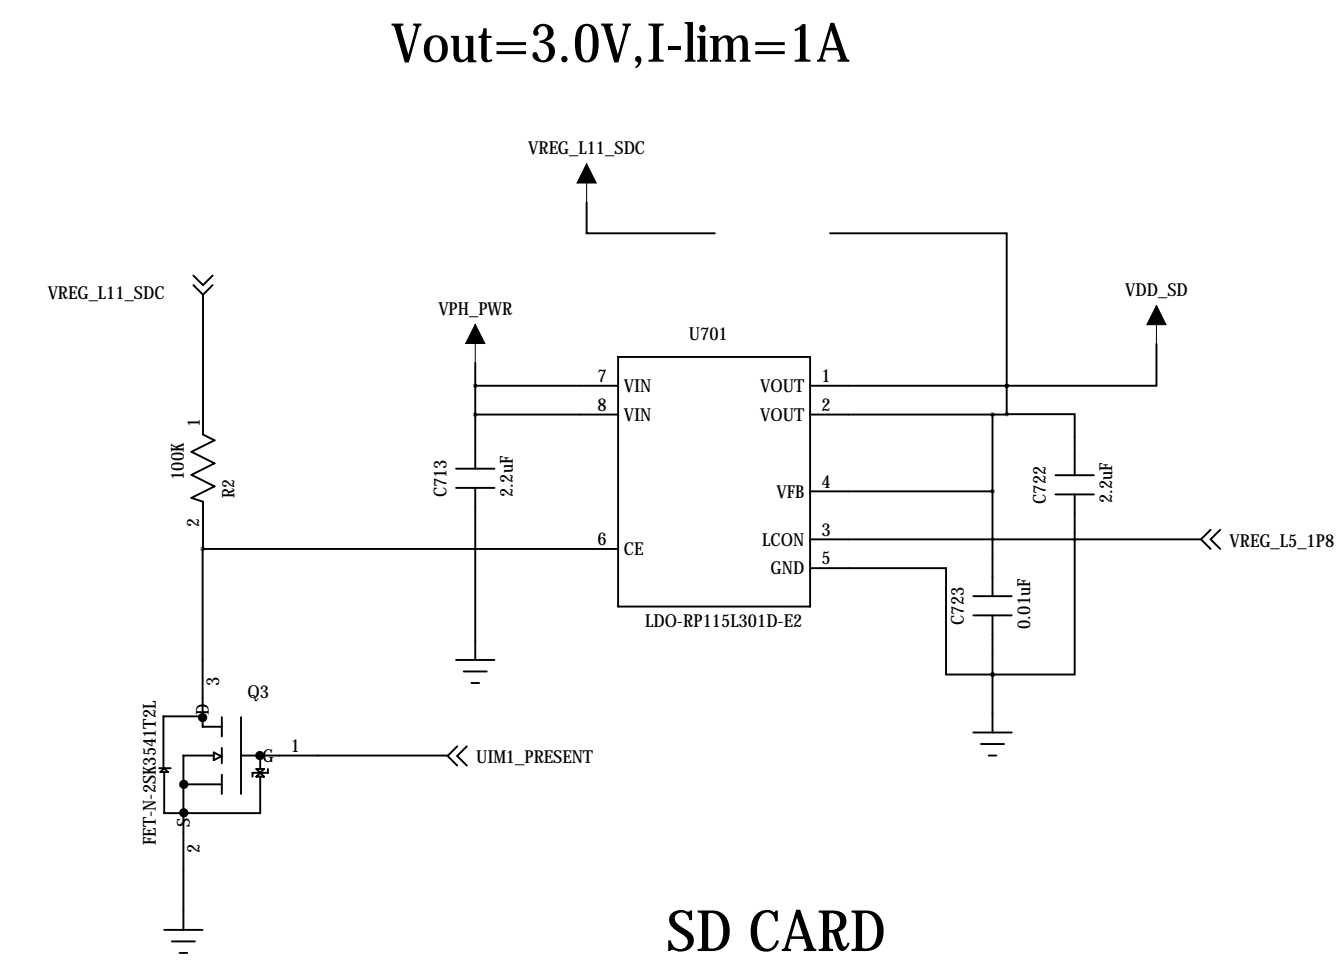 Vout=3.0V,I-lim=1A
VREG_L11_SDC
VREG_L11_SDC
VPH_PWR
VDD_SD
U701
7 VIN VOUT 1
8 VIN VOUT 2
1
100K
R2
2
C713
2.2uF
VFB 4
C722
2.2uF
6 CE LCON 3
VREG_L5_1P8
GND 5
C723
0.01uF
LDO-RP115L301D-E2
3
D
Q3
FET-N-2SK3541T2L
G
1
UIM1_PRESENT
S
2
SD CARD